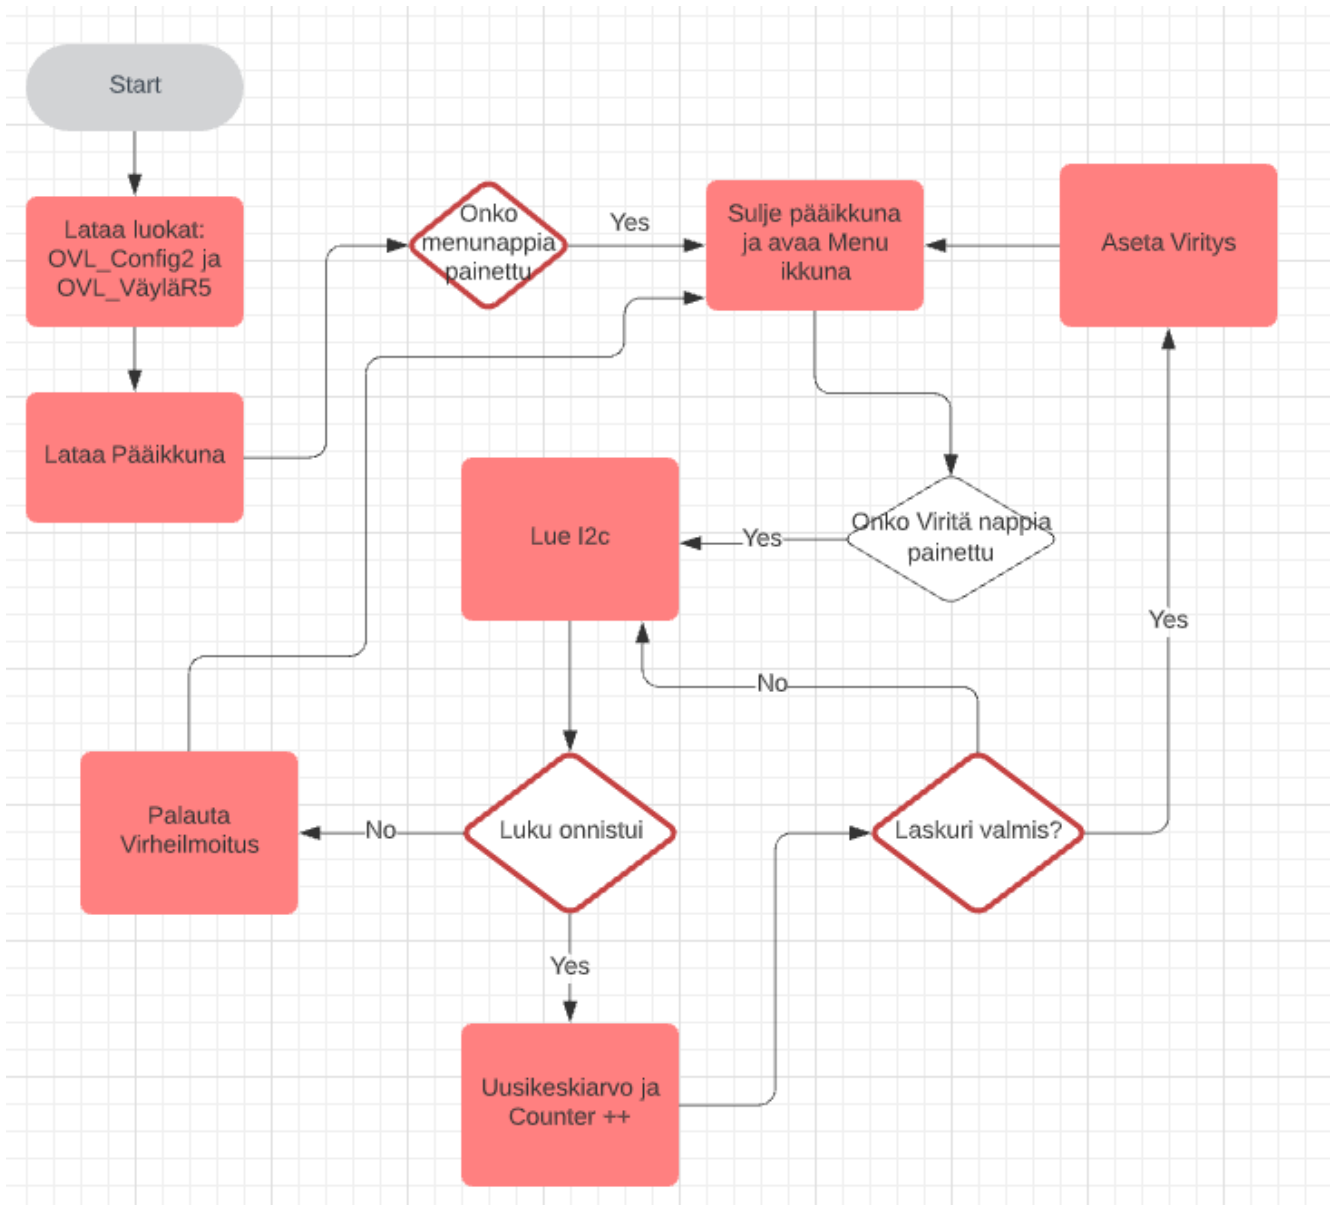 Start
Lataa luokat:
OVL_Config2 ja
OVL_VäyläR5
Lataa Pääikkuna
Onko
menunappia
painettu
Yes
Sulje pääikkuna
ja avaa Menu
ikkuna
Aseta Viritys
Onko Viritä nappia
painettu
Yes
Lue I2c
Yes
No
Palauta
Virheilmoitus
No
Luku onnistui
Laskuri valmis?
Yes
Uusikeskiarvo ja
Counter ++